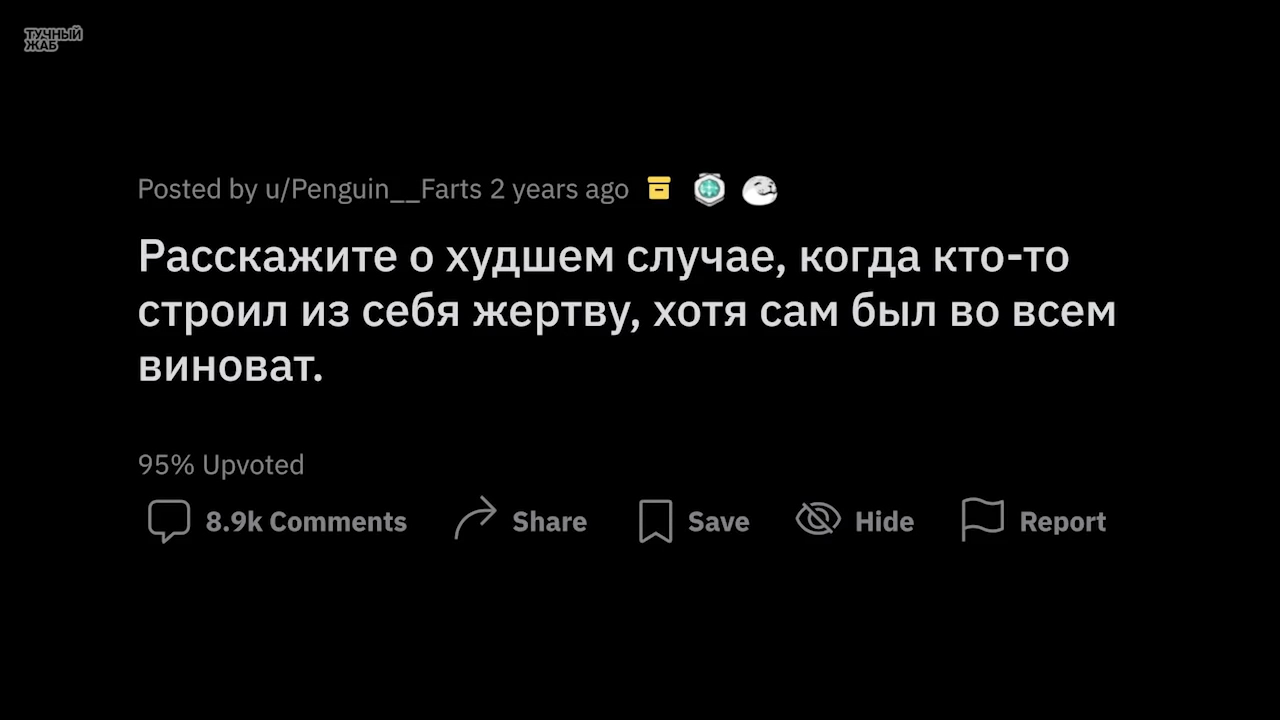 ТУЧНЫЙ
ЖАБ
Posted by u/Penguin__Farts 2 years ago
Расскажите о худшем случае, когда кто-то
строил из себя жертву, хотя сам был во всем
виноват.
95% Upvoted
8.9k Comments Share Save Hide Report